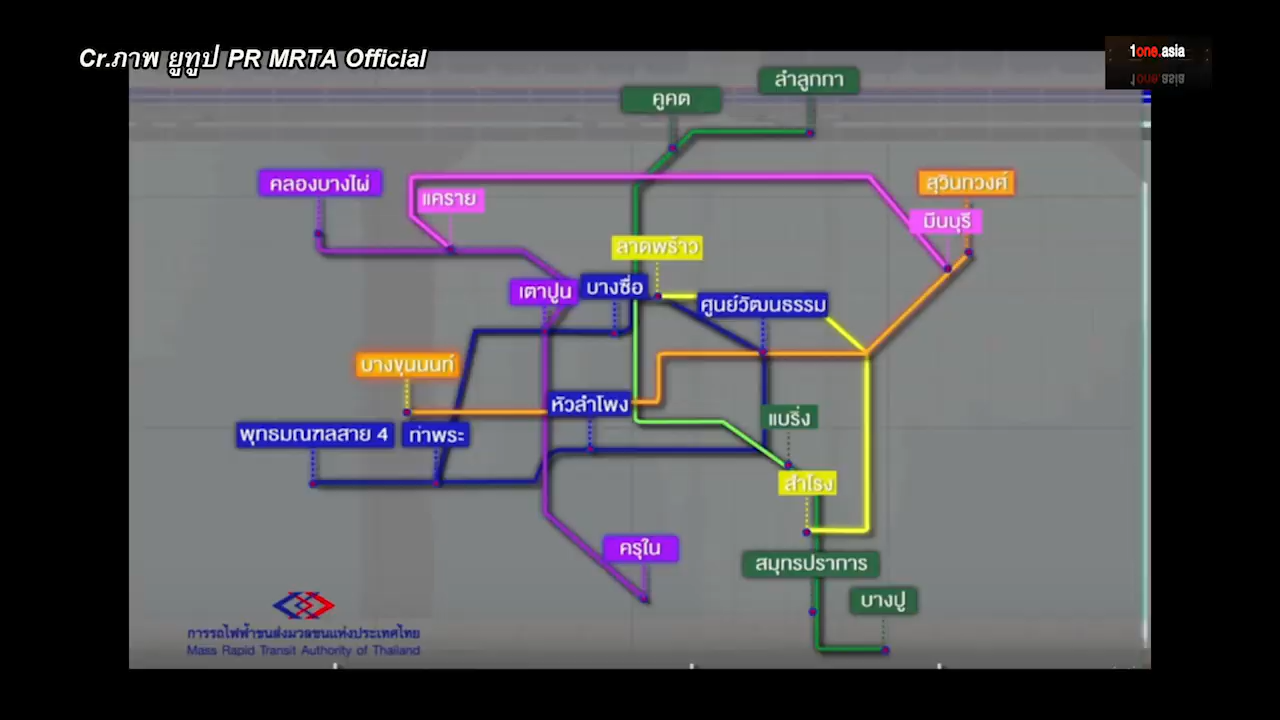 Cr.ภาพ ยูทูป PR MRTA Official
1one.asia
ลำลูกกา
คูคต
คลองบางไผ่
แคราย
สุวินทวงศ์
มีนบุรี
ลาดพร้าว
เตาปูน
บางซื่อ
ศูนย์วัฒนธรรม
บางขุนนนท์
หัวลำโพง
แบริ่ง
พุทธมณฑลสาย 4
ท่าพระ
สำโรง
ครุใน
สมุทรปราการ
บางปู
การรถไฟฟ้าขนส่งมวลชนแห่งประเทศไทย
Mass Rapid Transit Authority of Thailand